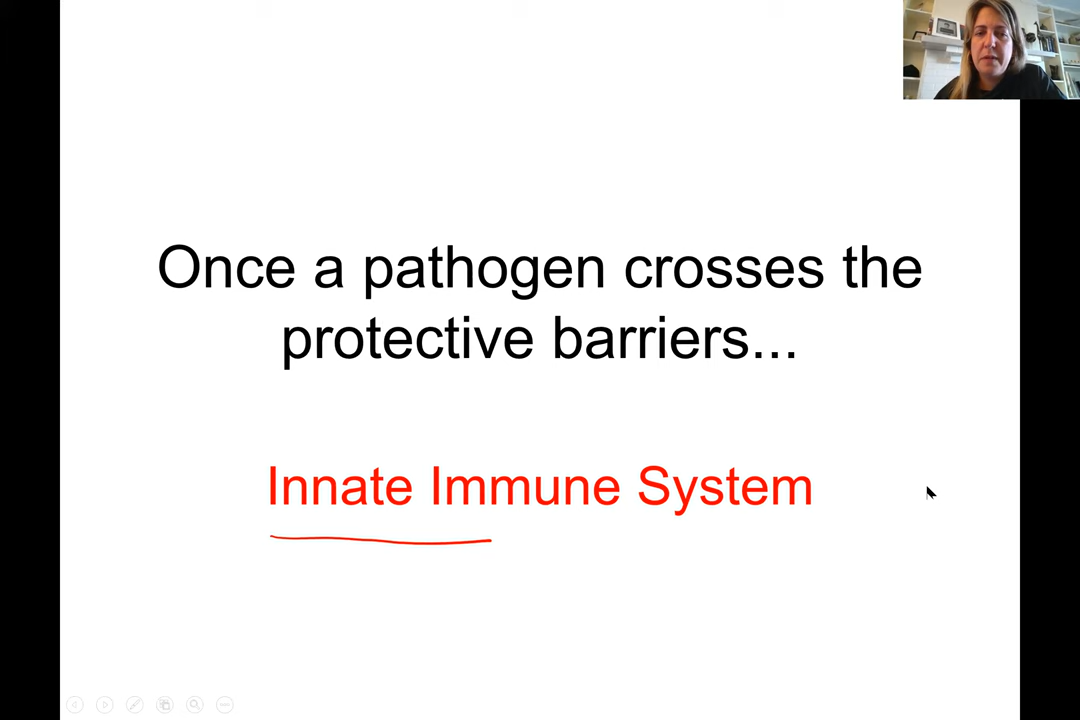 Once a pathogen crosses the
protective barriers...
Innate Immune System